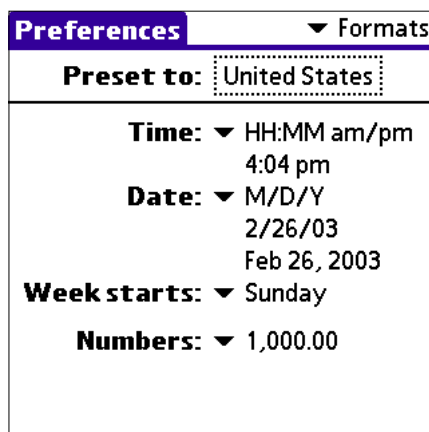 Preferences Formats
Preset to: United States
Time: HH:MM am/pm
4:04 pm
Date: M/D/Y
2/26/03
Feb 26, 2003
Week starts: Sunday
Numbers: 1,000.00